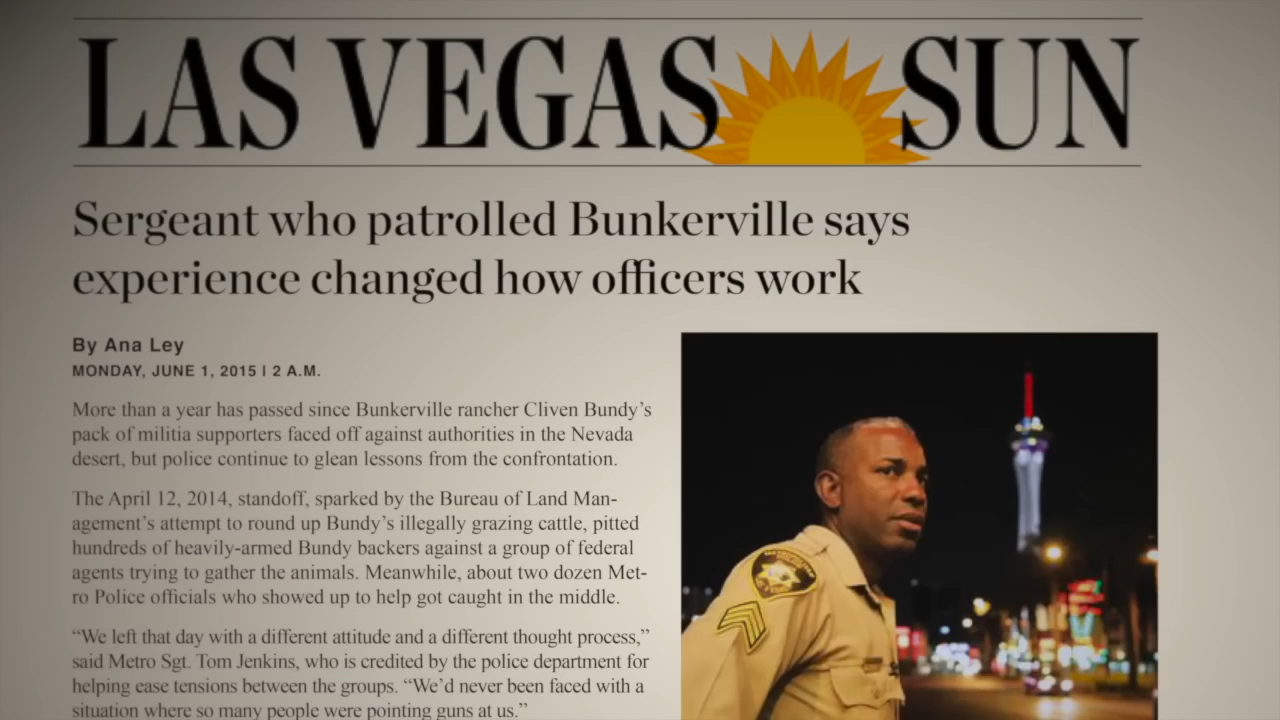 LAS VEGAS SUN
Sergeant who patrolled Bunkerville says
experience changed how officers work
By Ana Ley
MONDAY, JUNE 1, 2015 | 2 A.M.
More than a year has passed since Bunkerville rancher Cliven Bundy’s
pack of militia supporters faced off against authorities in the Nevada
desert, but police continue to glean lessons from the confrontation.
The April 12, 2014, standoff, sparked by the Bureau of Land Man-
agement’s attempt to round up Bundy’s illegally grazing cattle, pitted
hundreds of heavily-armed Bundy backers against a group of federal
agents trying to gather the animals. Meanwhile, about two dozen Met-
ro Police officials who showed up to help got caught in the middle.
“We left that day with a different attitude and a different thought process,”
said Metro Sgt. Tom Jenkins, who is credited by the police department for
helping ease tensions between the groups. “We’d never been faced with a
situation where so many people were pointing guns at us.”